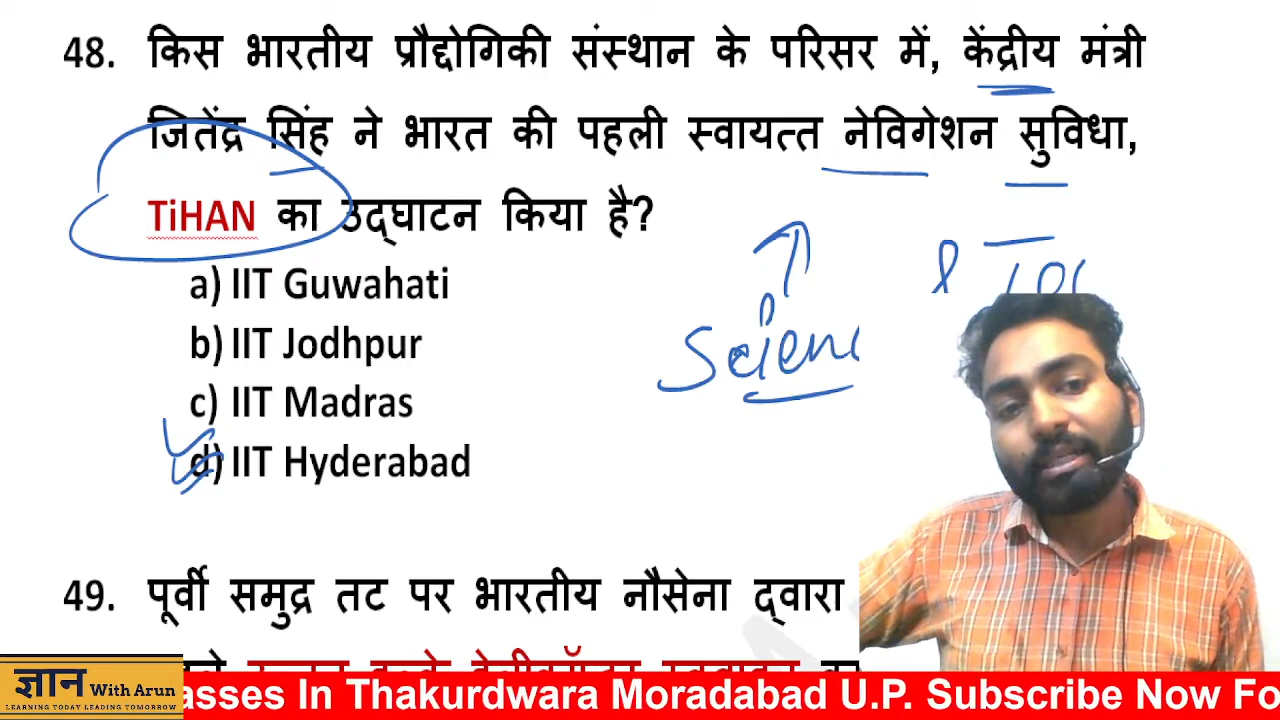 48. किस भारतीय प्रौद्दोगिकी संस्थान के परिसर में, केंद्रीय मंत्री
जितेंद्र सिंह ने भारत की पहली स्वायत्त नेविगेशन सुविधा,
TiHAN का उद्घाटन किया है?
a) IIT Guwahati
b) IIT Jodhpur
c) IIT Madras
d) IIT Hyderabad
Scien
49. पूर्वी समुद्र तट पर भारतीय नौसेना द्वारा
ज्ञान With Arun
LEARNING TODAY LEADING TOMORROW
asses In Thakurdwara Moradabad U.P. Subscribe Now Fo